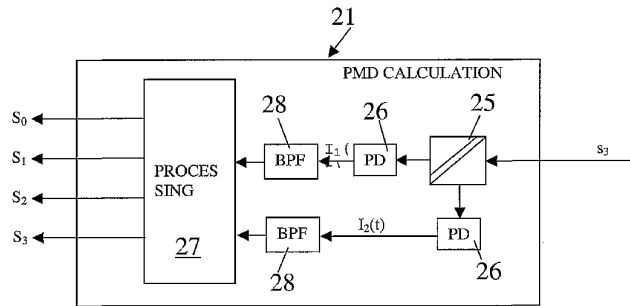 21
PMD CALCULATION
28
26
25
S₀
S₁
S₂
S₃
PROCES
SING
27
BPF
I₁(
PD
s₃
BPF
28
I₂(t)
PD
26